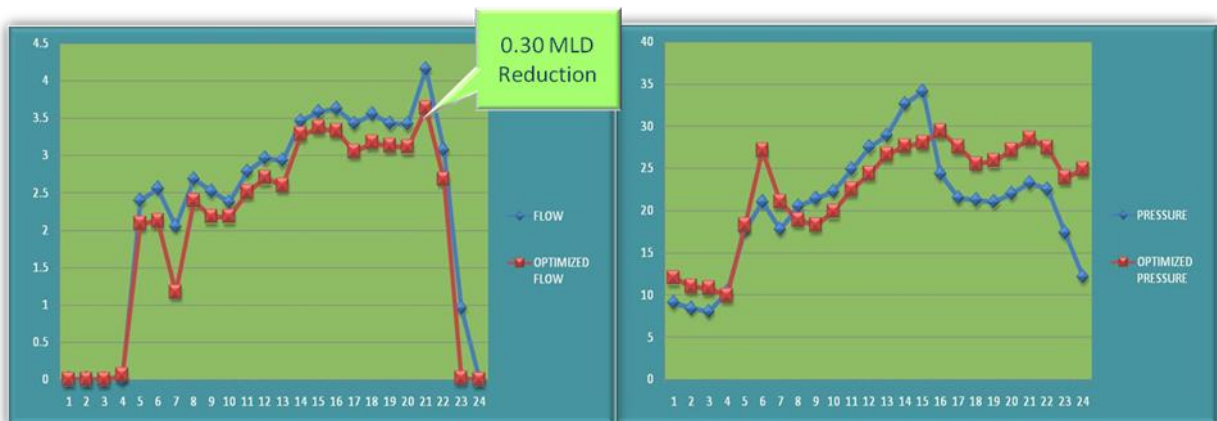 0.30 MLD
Reduction
4.5
4
3.5
3
2.5
2
1.5
1
0.5
0
1 2 3 4 5 6 7 8 9 10 11 12 13 14 15 16 17 18 19 20 21 22 23 24
FLOW
OPTIMIZED
FLOW
40
35
30
25
20
15
10
5
0
1 2 3 4 5 6 7 8 9 10 11 12 13 14 15 16 17 18 19 20 21 22 23 24
PRESSURE
OPTIMIZED
PRESSURE